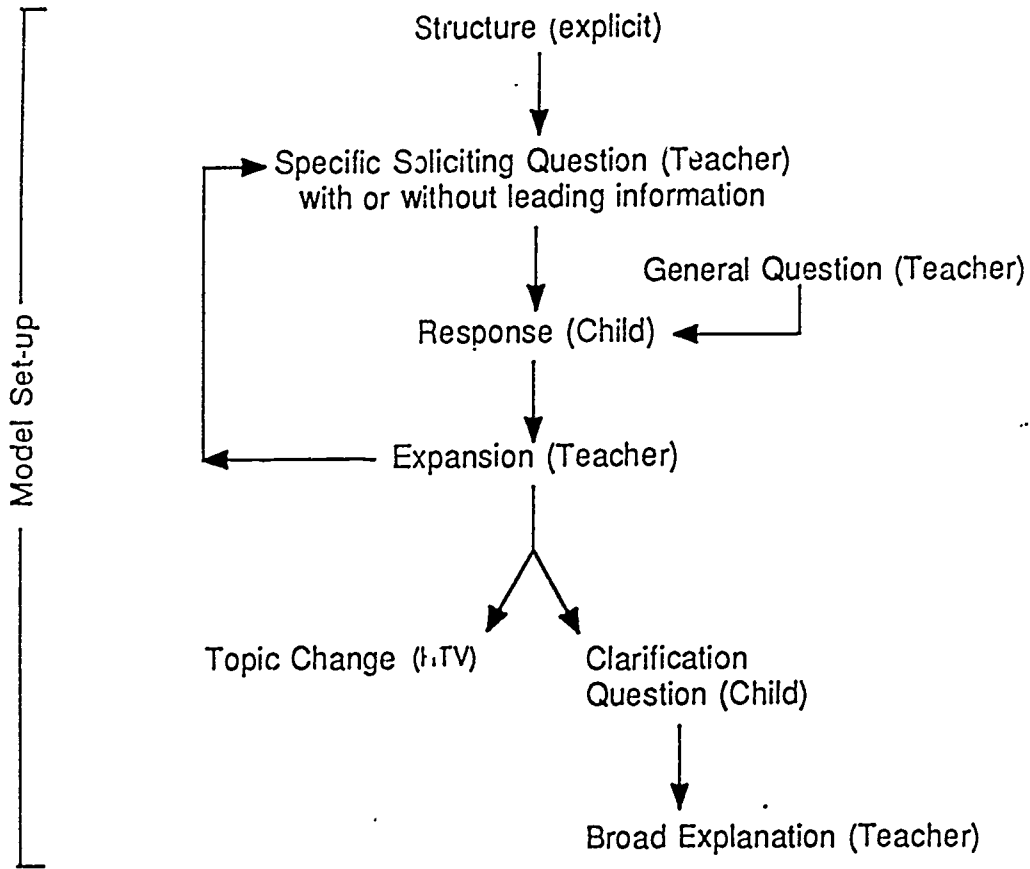 Structure (explicit)
Specific Soliciting Question (Teacher)
with or without leading information
General Question (Teacher)
Response (Child)
Model Set-up
Expansion (Teacher)
Topic Change
Clarification
Question (Child)
Broad Explanation (Teacher)